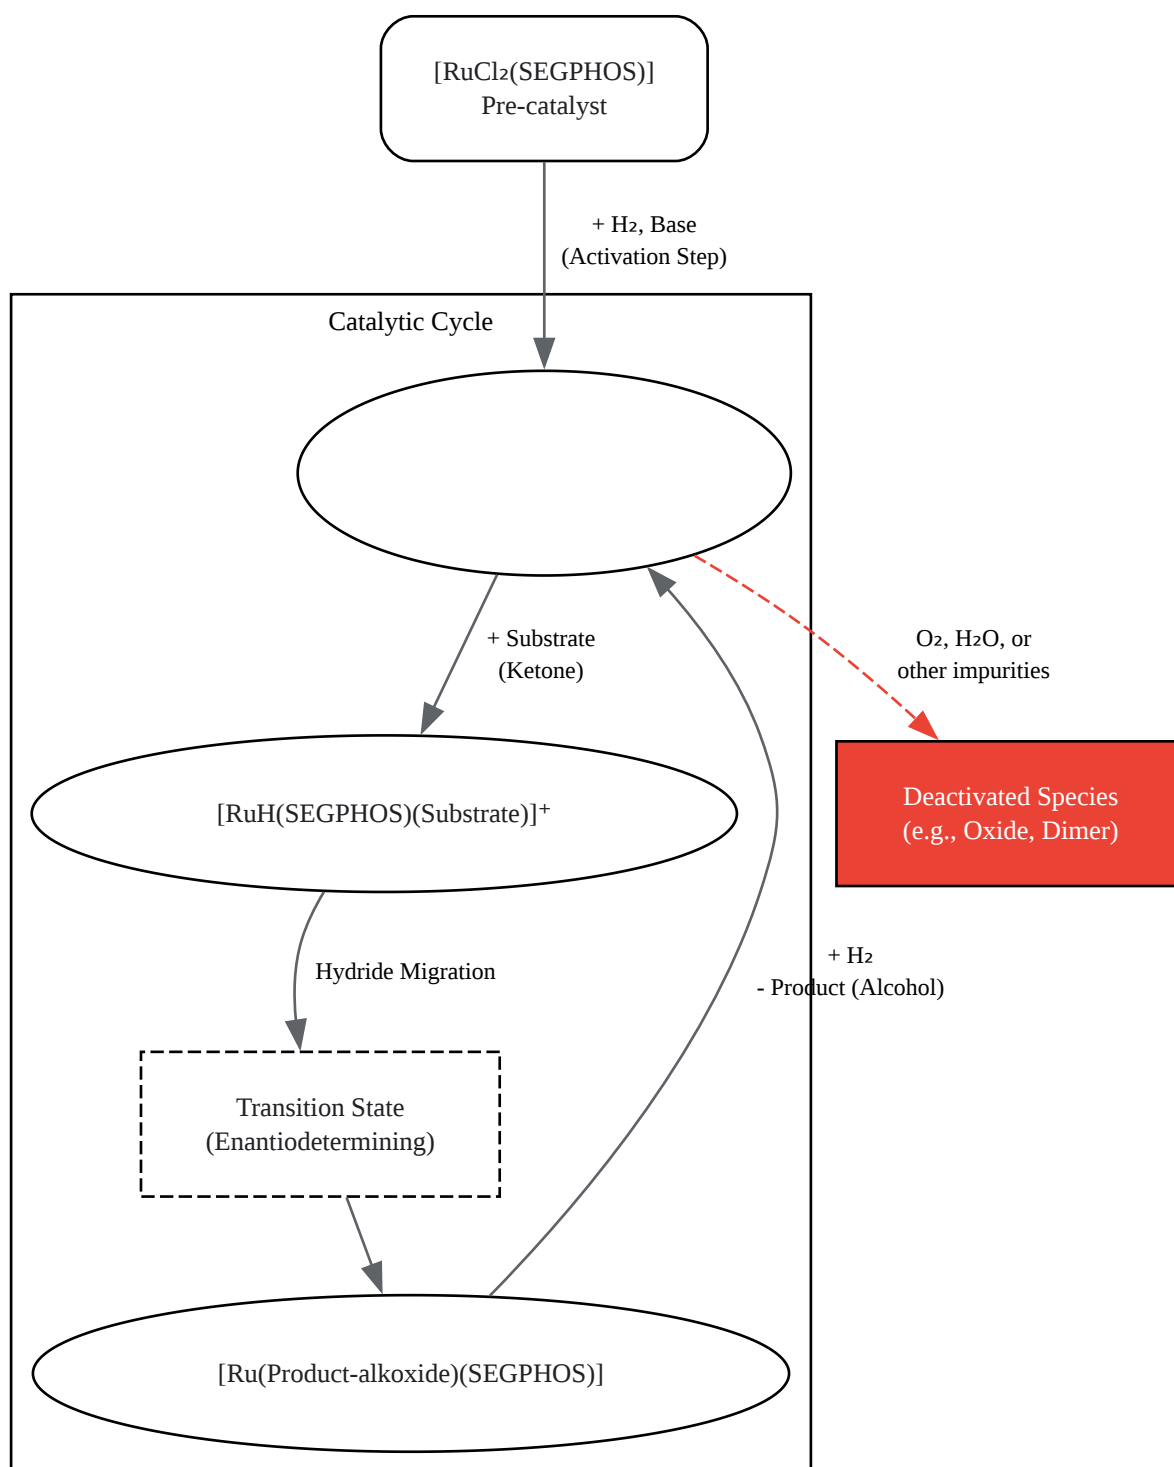 [RuCl₂(SEGPHOS)]
Pre-catalyst
+ H₂, Base
(Activation Step)
Catalytic Cycle
+ Substrate
(Ketone)
O₂, H₂O, or
other impurities
[RuH(SEGPHOS)(Substrate)]⁺
Deactivated Species
(e.g., Oxide, Dimer)
Hydride Migration
+ H₂
- Product (Alcohol)
Transition State
(Enantiodetermining)
[Ru(Product-alkoxide)(SEGPHOS)]